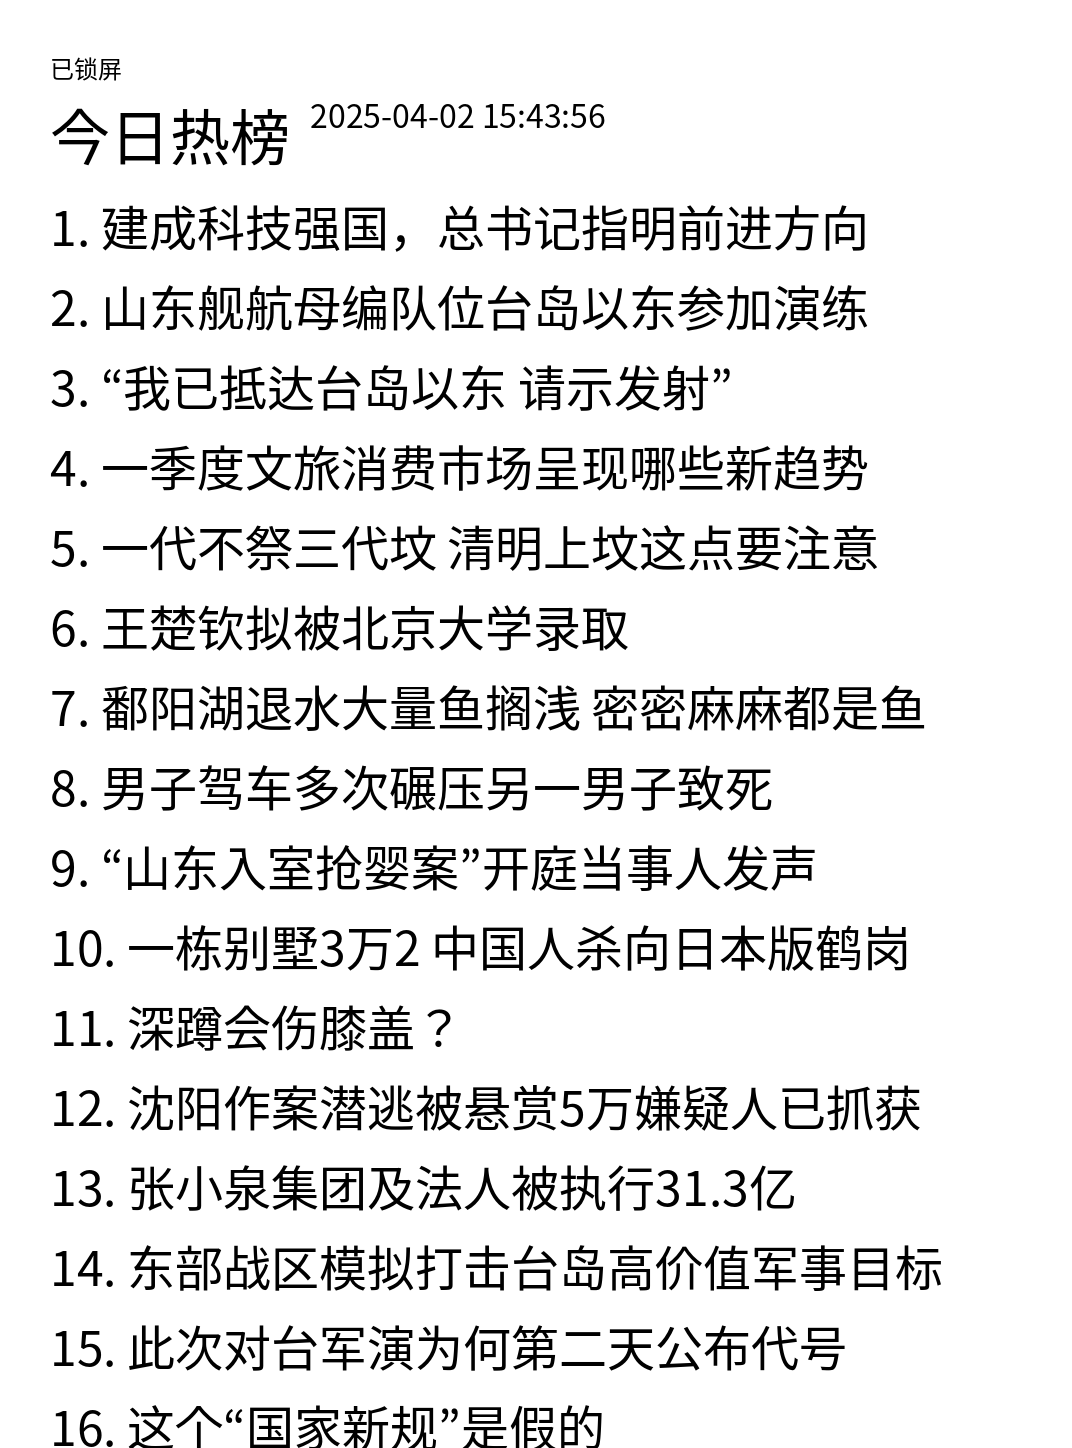 已锁屏
今日热榜 2025-04-02 15:43:56
1. 建成科技强国，总书记指明前进方向
2. 山东舰航母编队位台岛以东参加演练
3. “我已抵达台岛以东 请示发射”
4. 一季度文旅消费市场呈现哪些新趋势
5. 一代不祭三代坟 清明上坟这点要注意
6. 王楚钦拟被北京大学录取
7. 鄱阳湖退水大量鱼搁浅 密密麻麻都是鱼
8. 男子驾车多次碾压另一男子致死
9. “山东入室抢婴案”开庭当事人发声
10. 一栋别墅3万2 中国人杀向日本版鹤岗
11. 深蹲会伤膝盖？
12. 沈阳作案潜逃被悬赏5万嫌疑人已抓获
13. 张小泉集团及法人被执行31.3亿
14. 东部战区模拟打击台岛高价值军事目标
15. 此次对台军演为何第二天公布代号
16. 这个“国家新规”是假的